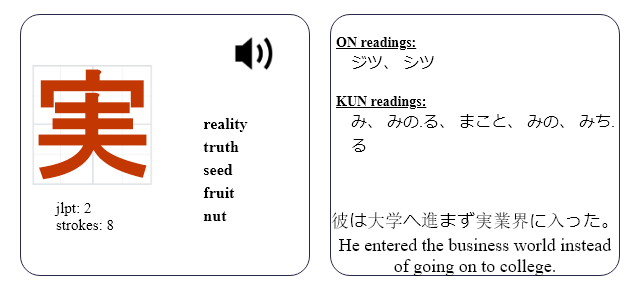 実
reality
truth
seed
fruit
nut
jlpt: 2
strokes: 8
ON readings:
ジツ、 シツ
KUN readings:
み、 みの.る、 まこと、 みの、 みち.
る
彼は大学へ進まず実業界に入った。
He entered the business world instead
of going on to college.